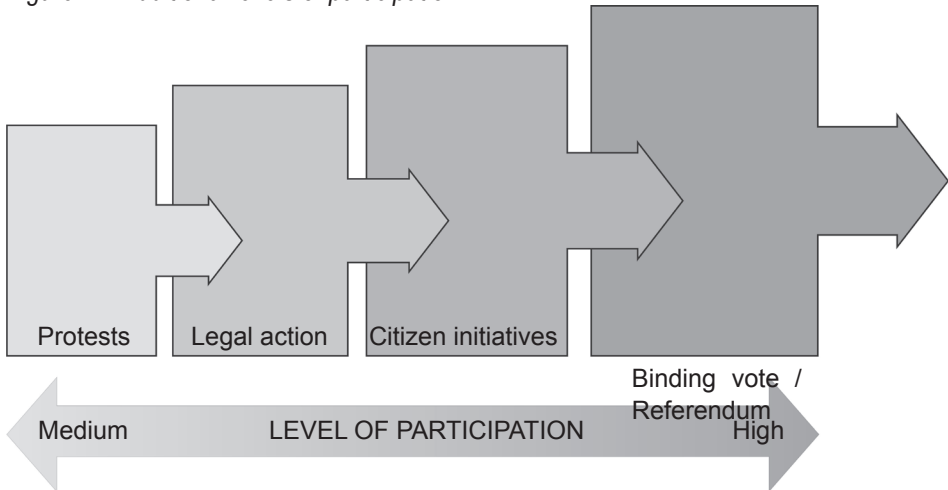 Protests
Legal action
Citizen initiatives
Binding vote /
Referendum
Medium
LEVEL OF PARTICIPATION
High